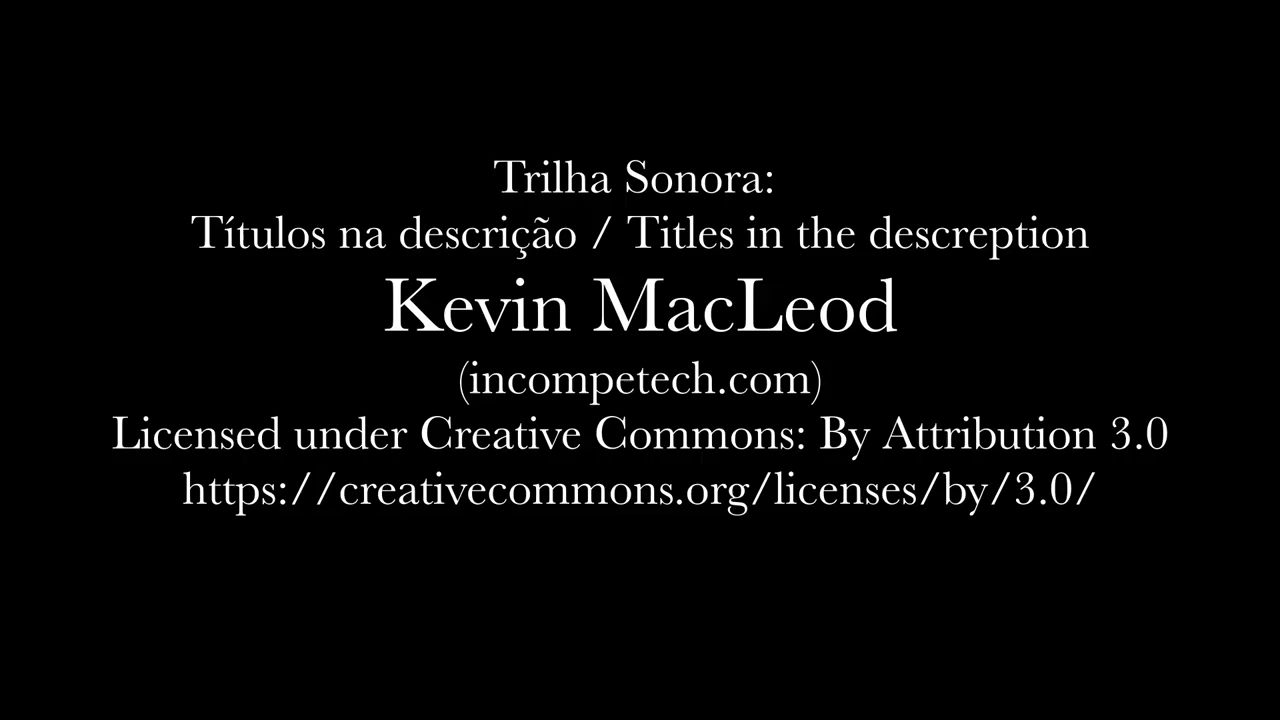 Trilha Sonora:
Títulos na descrição / Titles in the descreption
Kevin MacLeod
(incompetech.com)
Licensed under Creative Commons: By Attribution 3.0
https://creativecommons.org/licenses/by/3.0/